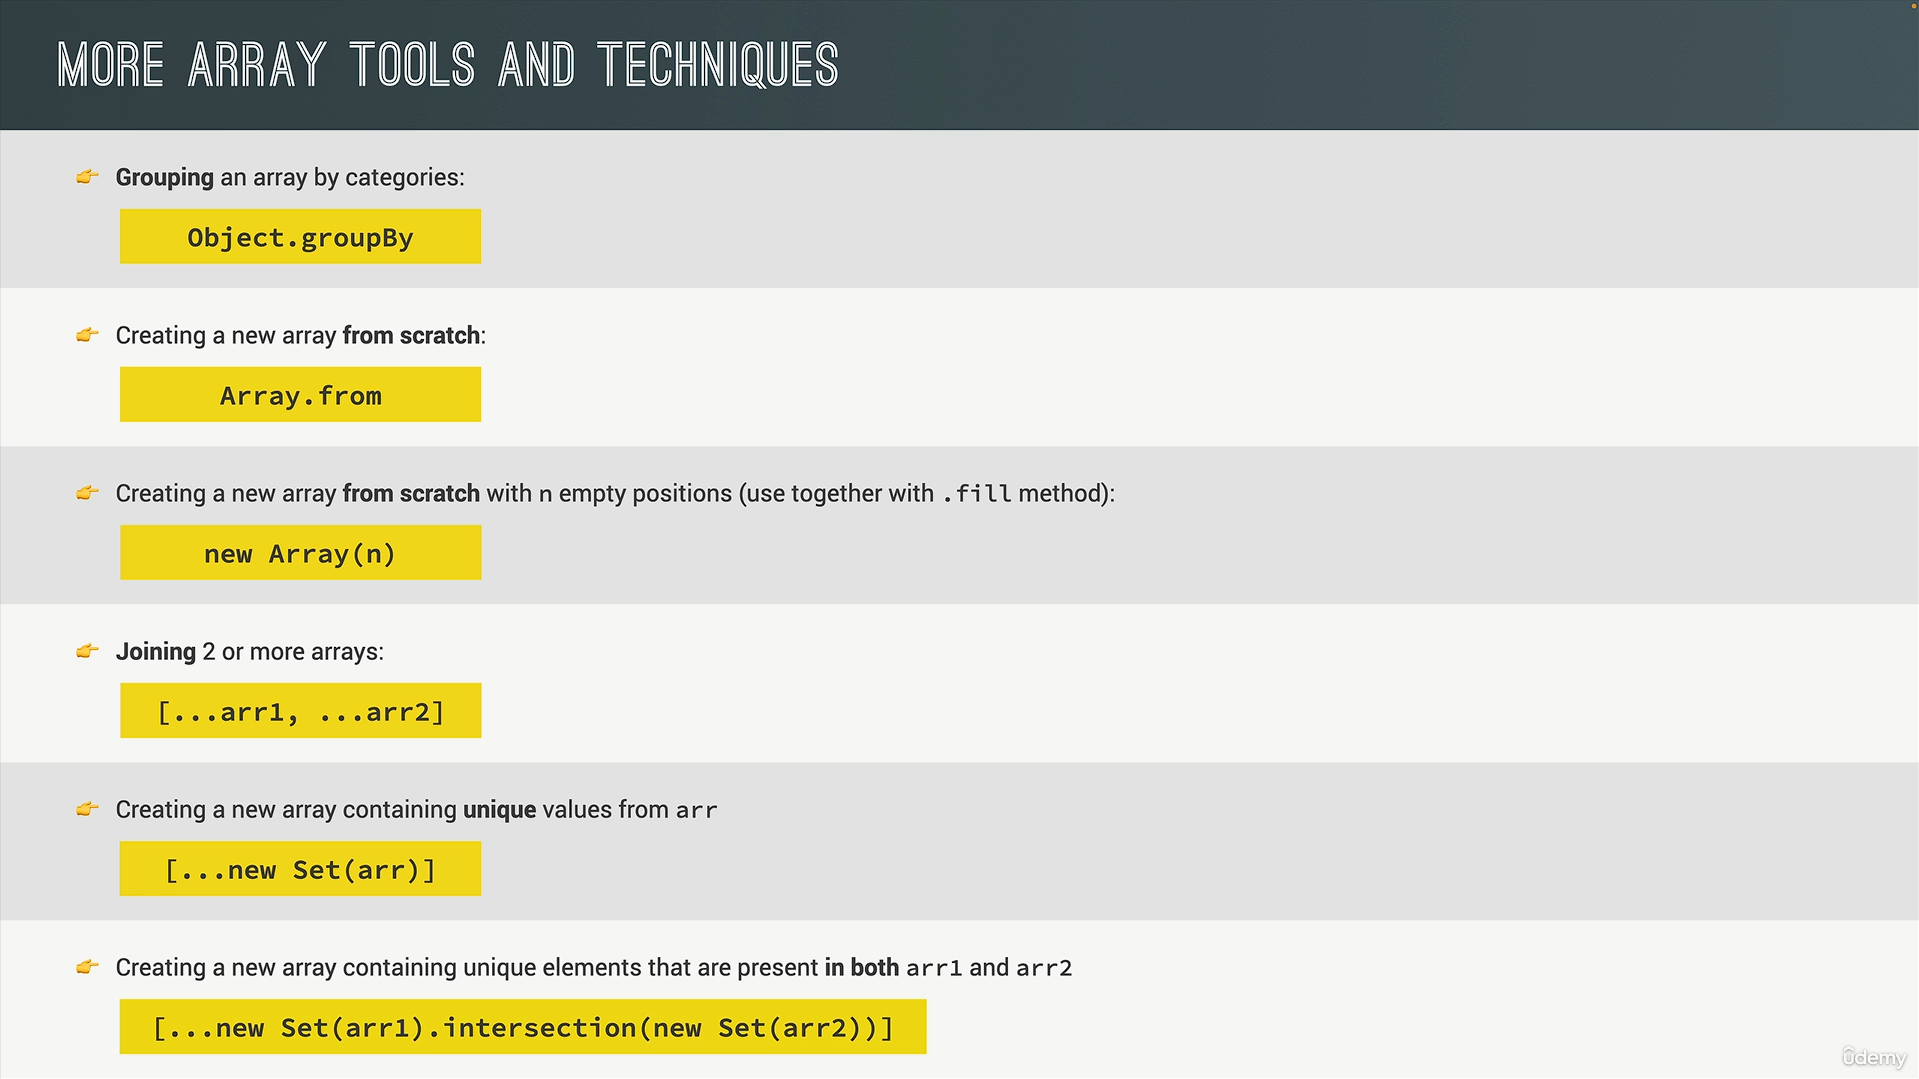 MORE ARRAY TOOLS AND TECHNIQUES
👉 Grouping an array by categories:
Object.groupBy
👉 Creating a new array from scratch:
Array.from
👉 Creating a new array from scratch with n empty positions (use together with .fill method):
new Array(n)
👉 Joining 2 or more arrays:
[...arr1, ...arr2]
👉 Creating a new array containing unique values from arr
[...new Set(arr)]
👉 Creating a new array containing unique elements that are present in both arr1 and arr2
[...new Set(arr1).intersection(new Set(arr2))]
ûdemy